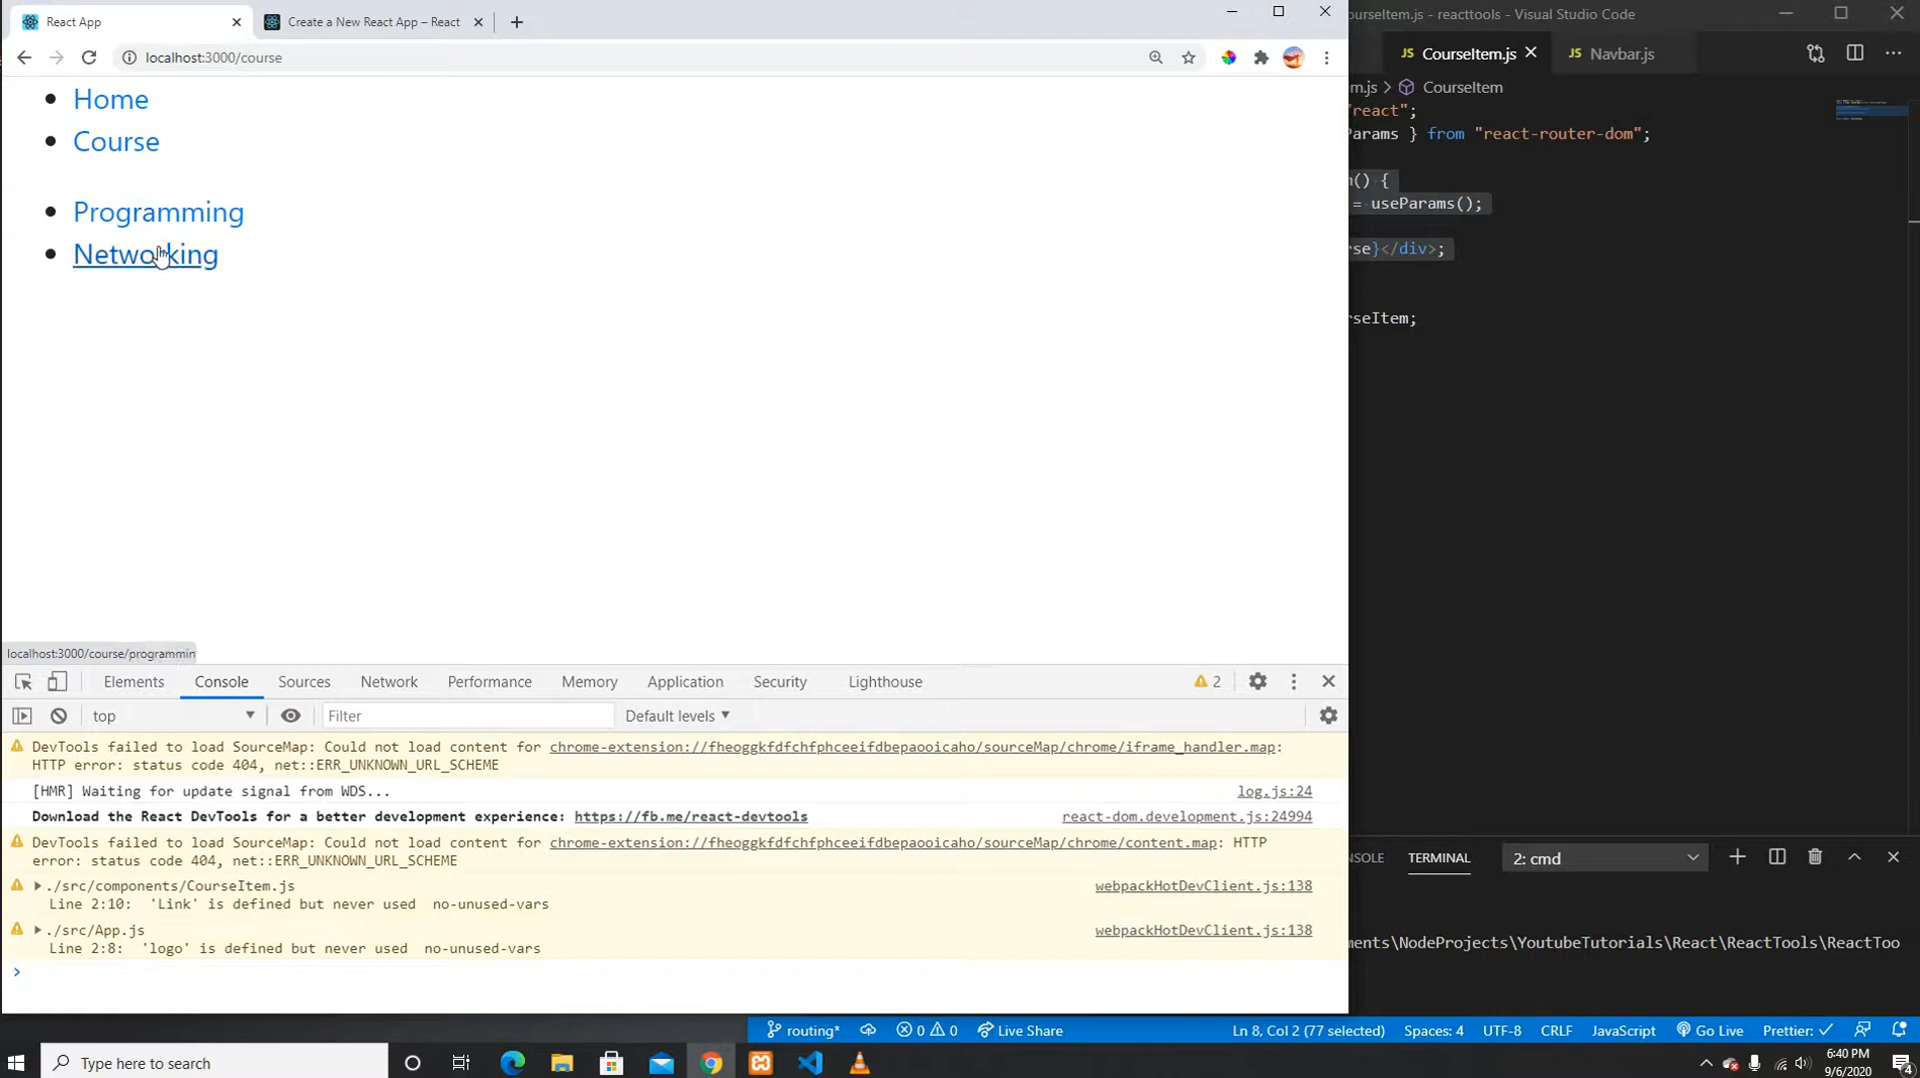 React App
Create a New React App – React
CourseItem.js - reacttools - Visual Studio Code
localhost:3000/course
JS CourseItem.js
JS Navbar.js
m.js > CourseItem
Home
Course
Programming
Networking
"react";
Params } from "react-router-dom";
m() {
= useParams();
rse}</div>;
rseItem;
localhost:3000/course/programmin
Elements Console Sources Network Performance Memory Application Security Lighthouse 2
top Filter Default levels
DevTools failed to load SourceMap: Could not load content for chrome-extension://fheoggkfdfchfphceeifdbepaooicaho/sourceMap/chrome/iframe_handler.map:
HTTP error: status code 404, net::ERR_UNKNOWN_URL_SCHEME
[HMR] Waiting for update signal from WDS... log.js:24
Download the React DevTools for a better development experience: https://fb.me/react-devtools react-dom.development.js:24994
DevTools failed to load SourceMap: Could not load content for chrome-extension://fheoggkfdfchfphceeifdbepaooicaho/sourceMap/chrome/content.map: HTTP
error: status code 404, net::ERR_UNKNOWN_URL_SCHEME
./src/components/CourseItem.js webpackHotDevClient.js:138
Line 2:10: 'Link' is defined but never used no-unused-vars
./src/App.js webpackHotDevClient.js:138
Line 2:8: 'logo' is defined but never used no-unused-vars
>
NSOLE TERMINAL 2: cmd
ments\NodeProjects\YoutubeTutorials\React\ReactTools\ReactToo
routing* 0 0 Live Share Ln 8, Col 2 (77 selected) Spaces: 4 UTF-8 CRLF JavaScript Go Live Prettier: ✓
Type here to search
6:40 PM
9/6/2020
4